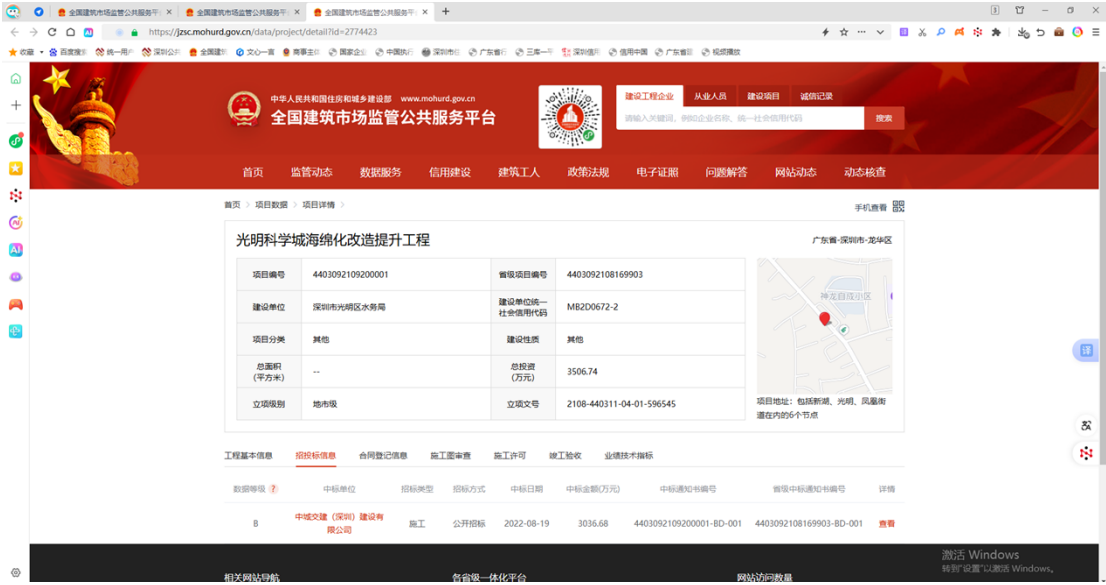 全国建筑市场监管公共服务平 ×
全国建筑市场监管公共服务平 ×
全国建筑市场监管公共服务平 × +
https://jzsc.mohurd.gov.cn/data/project/detail?id=2774423
收藏 百度搜索 统一用户 深圳公共 全国建筑 文心一言 商事主体 国家企业 中国执行 深圳市住 广东省行 三库一平 深圳信用 信用中国 广东省 视频播放
中华人民共和国住房和城乡建设部 www.mohurd.gov.cn
全国建筑市场监管公共服务平台
建设工程企业 从业人员 建设项目 诚信记录
请输入关键词，例如企业名称、统一社会信用代码 搜索
首页 监管动态 数据服务 信用建设 建筑工人 政策法规 电子证照 问题解答 网站动态 动态核查
首页 > 项目数据 > 项目详情 >
手机查看
光明科学城海绵化改造提升工程
广东省-深圳市-龙华区
项目编号 4403092109200001 省级项目编号 4403092108169903
建设单位 深圳市光明区水务局 建设单位统一社会信用代码 MB2D0672-2
项目分类 其他 建设性质 其他
总面积（平方米） -- 总投资（万元） 3506.74
立项级别 地市级 立项文号 2108-440311-04-01-596545
神龙自成小区
项目地址：包括新湖、光明、凤凰街
道在内的6个节点
译
工程基本信息 招投标信息 合同登记信息 施工图审查 施工许可 竣工验收 业绩技术指标
数据等级 ? 中标单位 招标类型 招标方式 中标日期 中标金额(万元) 中标通知书编号 省级中标通知书编号 详情
B 中城交建（深圳）建设有限公司 施工 公开招标 2022-08-19 3036.68 4403092109200001-BD-001 4403092108169903-BD-001 查看
激活 Windows
转到"设置"以激活 Windows。
相关网站导航 各省级一体化平台 网站访问数量